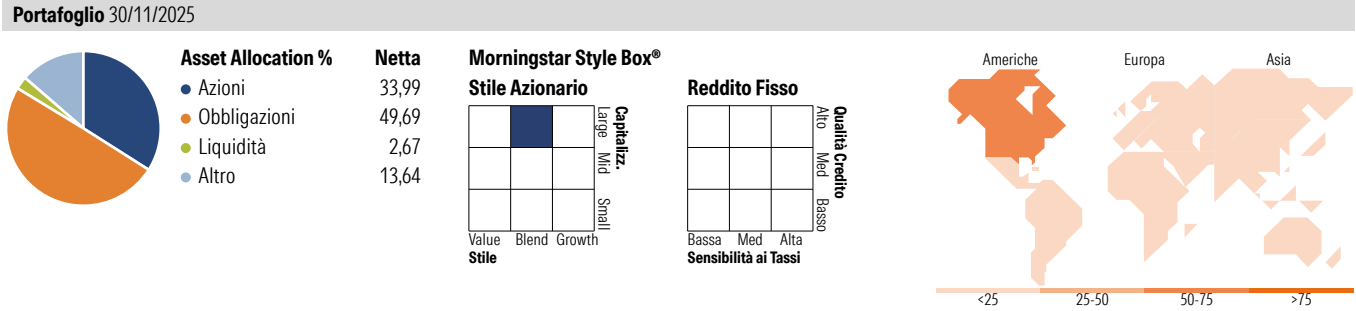 Portafoglio 30/11/2025
Asset Allocation % Netta
Azioni 33,99
Obbligazioni 49,69
Liquidità 2,67
Altro 13,64
Morningstar Style Box®
Stile Azionario
Large Mid Small
Capitalizz.
Value Blend Growth
Stile
Reddito Fisso
Alto Med Basso
Qualità Credito
Bassa Med Alta
Sensibilità ai Tassi
Americhe Europa Asia
<25 25-50 50-75 >75